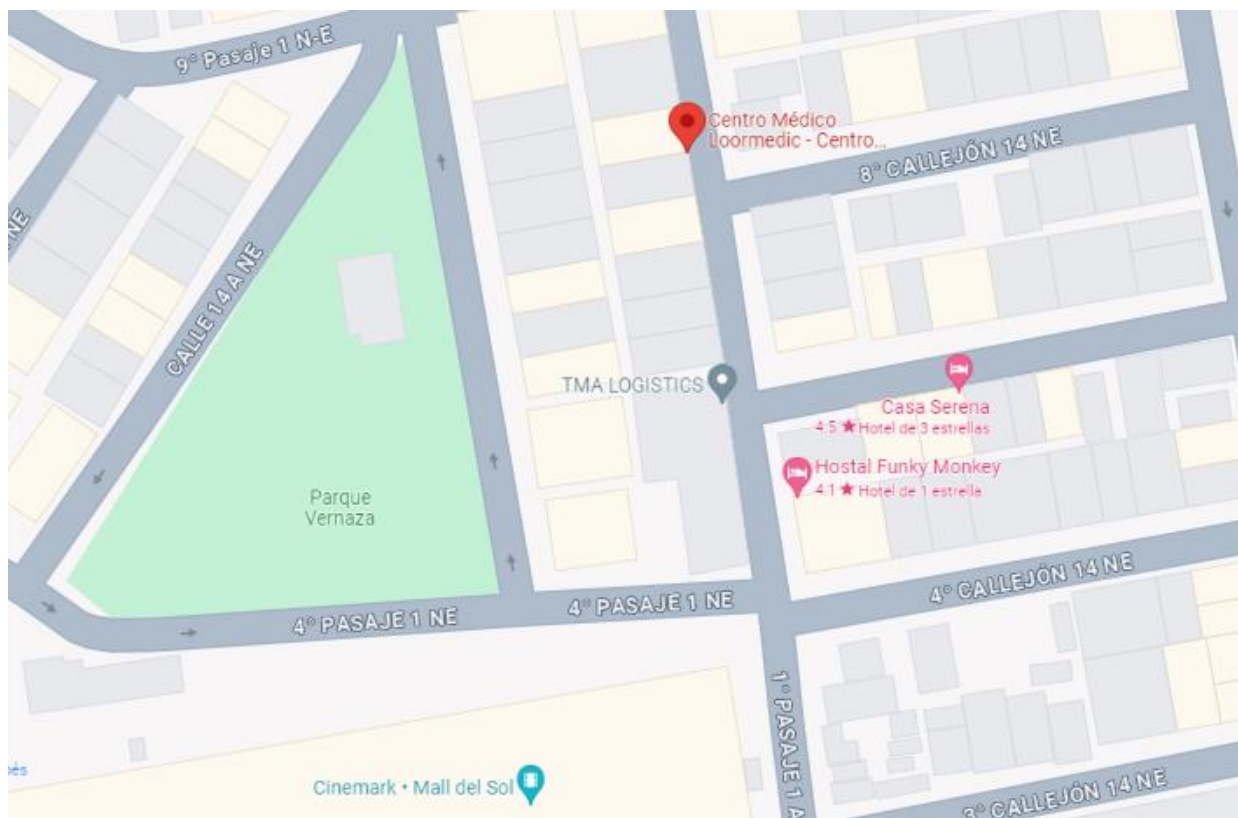 9° Pasaje 1 N-E
Centro Médico
Loormedic - Centro...
8° CALLEJÓN 14 NE
NE
CALLE 14 A NE
TMA LOGISTICS
Casa Serena
4.5 ★ Hotel de 3 estrellas
Hostal Funky Monkey
4.1 ★ Hotel de 1 estrella
Parque
Vernaza
4° CALLEJÓN 14 NE
4° PASAJE 1 NE
4° PASAJE 1 NE
1° PASAJE 1 A
Cinemark • Mall del Sol
3° CALLEJÓN 14 NE